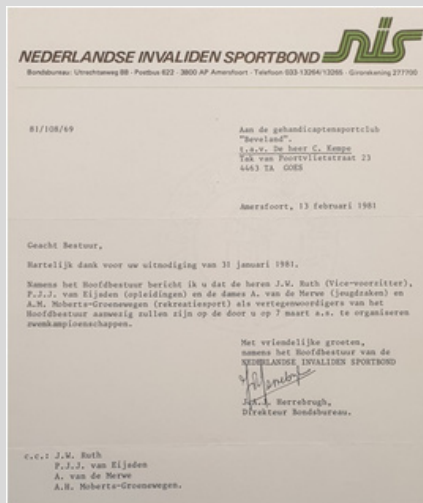 NEDERLANDSE INVALIDEN SPORTBOND nis
Bondsbureau: Utrechtseweg 88 - Postbus 622 - 3800 AP Amersfoort - Telefoon 033-13264/13265 - Girorekening 277700
81/108/69
Aan de gehandicaptensportclub
"Beveland".
t.a.v. De heer C. Kempe
Tak van Poortvlietstraat 23
4463 TA GOES
Amersfoort, 13 februari 1981
Geacht Bestuur,
Hartelijk dank voor uw uitnodiging van 31 januari 1981.
Namens het Hoofdbestuur bericht ik u dat de heren J.W. Ruth (Vice-voorzitter),
P.J.J. van Eijsden (opleidingen) en de dames A. van de Merwe (jeugdzaken) en
A.M. Moberts-Groenewegen (rekreatiesport) als vertegenwoordigers van het
Hoofdbestuur aanwezig zullen zijn op de door u op 7 maart a.s. te organiseren
zwemkampioenschappen.
Met vriendelijke groeten,
namens het Hoofdbestuur van de
NEDERLANDSE INVALIDEN SPORTBOND
Herrebrugh,
Direkteur Bondsbureau.
c.c.: J.W. Ruth
P.J.J. van Eijsden
A. van de Merwe
A.H. Moberts-Groenewegen.